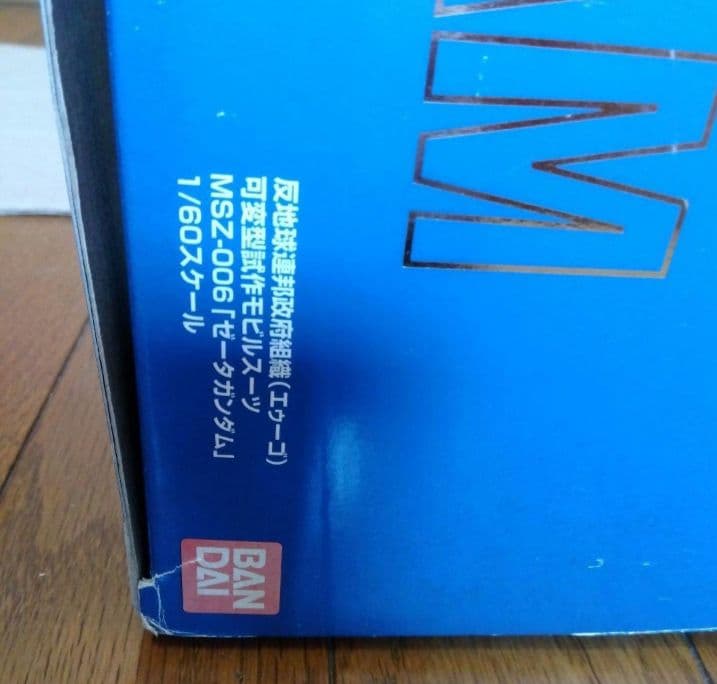 反地球連邦政府組織(エゥーゴ)
可変型試作モビルスーツ
MSZ-006「ゼータガンダム」
1/60スケール
BAN
DAI